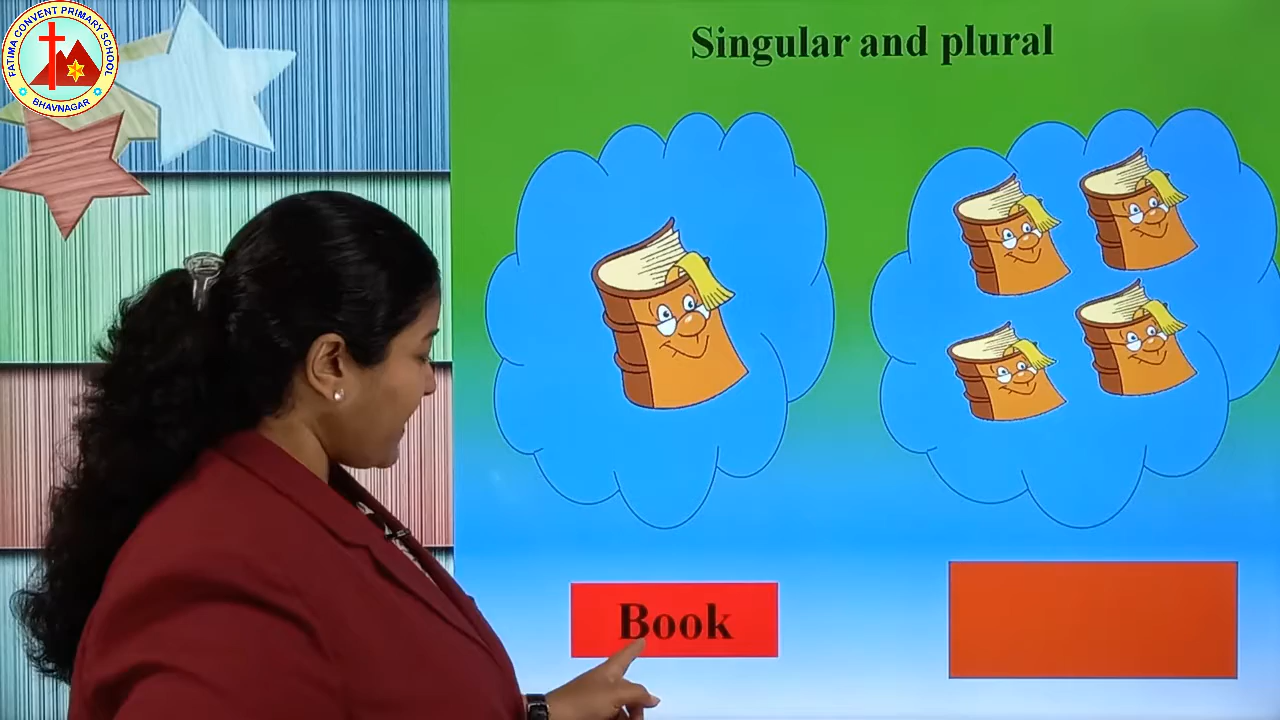 FATIMA CONVENT PRIMARY SCHOOL
BHAVNAGAR
Singular and plural
Book